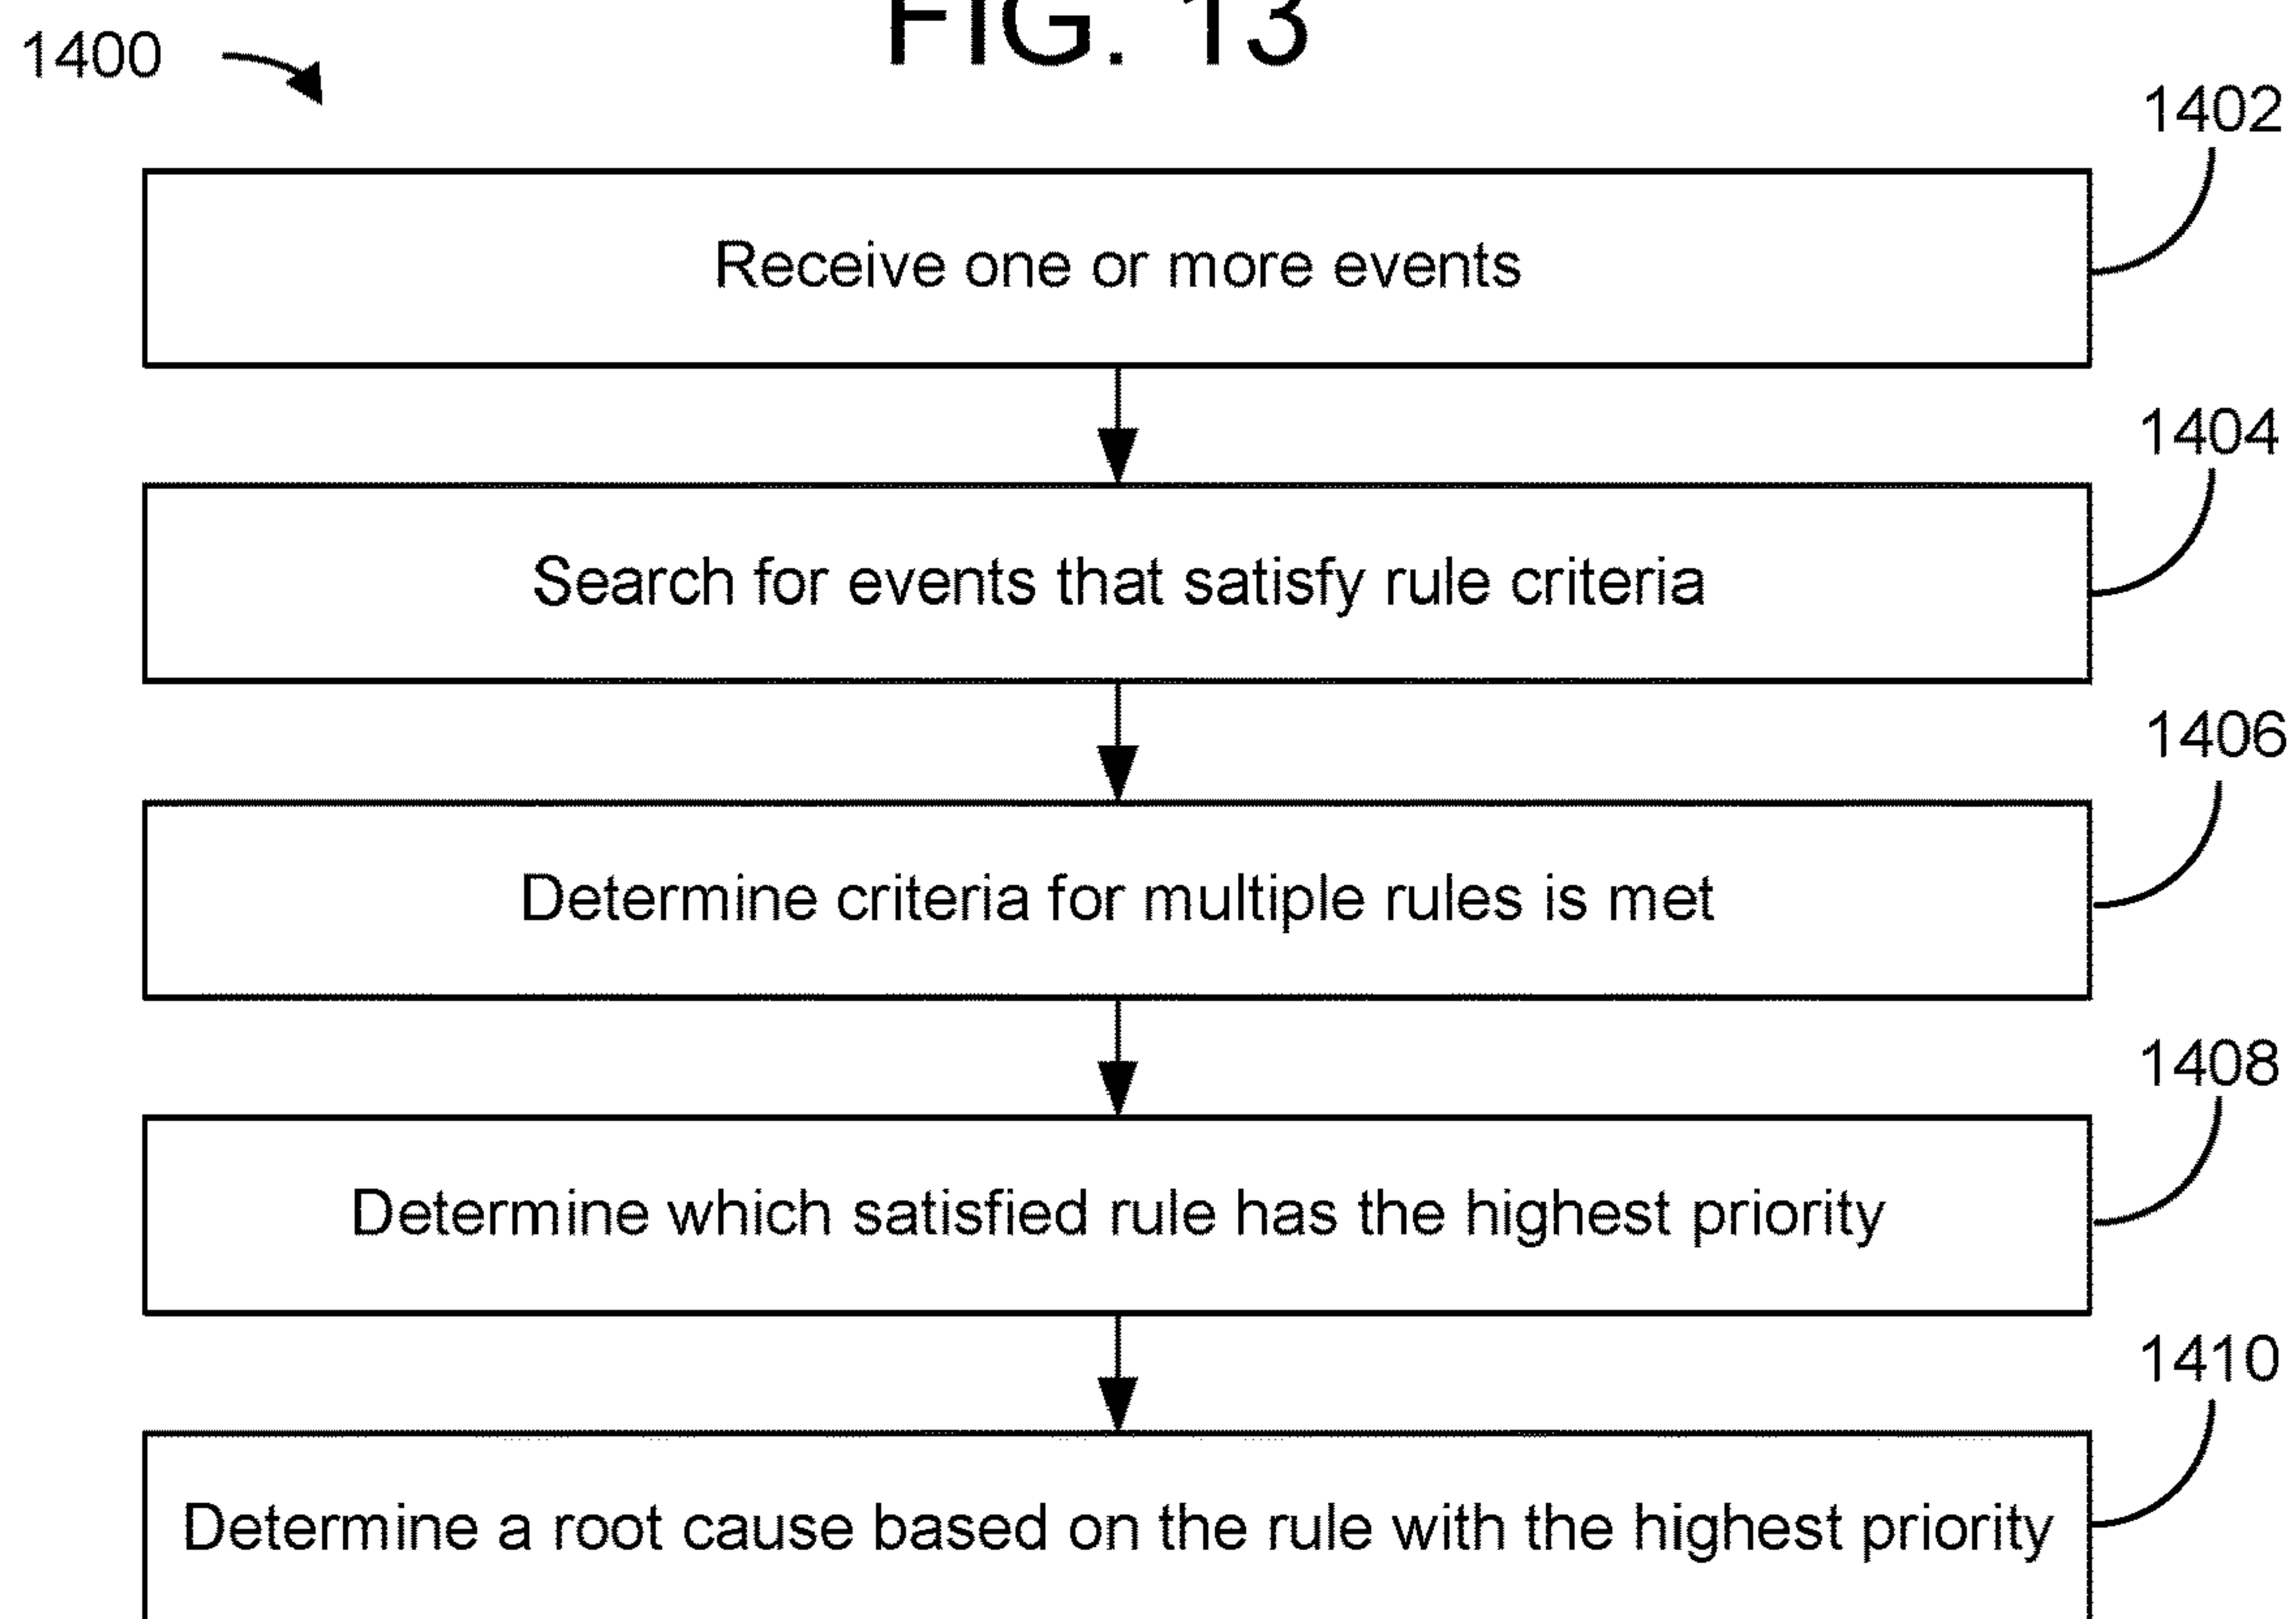 FIG. 13
1400
1402
Receive one or more events
1404
Search for events that satisfy rule criteria
1406
Determine criteria for multiple rules is met
1408
Determine which satisfied rule has the highest priority
1410
Determine a root cause based on the rule with the highest priority